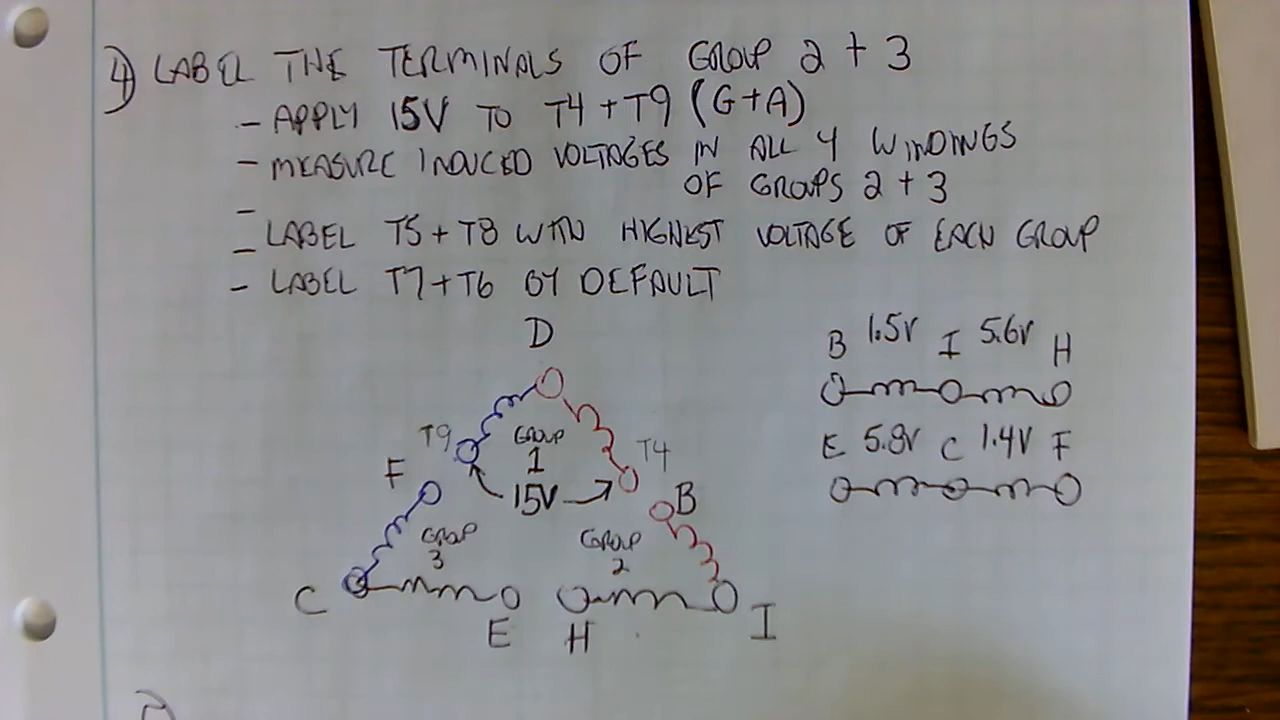 4) LABEL THE TERMINALS OF GROUP 2 + 3
- APPLY 15V TO T4 + T9 (G+A)
- MEASURE INDUCED VOLTAGES IN ALL 4 WINDINGS
OF GROUPS 2 + 3
-
- LABEL T5 + T8 WITH HIGHEST VOLTAGE OF EACH GROUP
- LABEL T7 + T6 BY DEFAULT
D
B 1.5V I 5.6V H
E 5.8V C 1.4V F
T9 GROUP 1 T4
F 15V B
GROUP 3 GROUP 2
C E H I